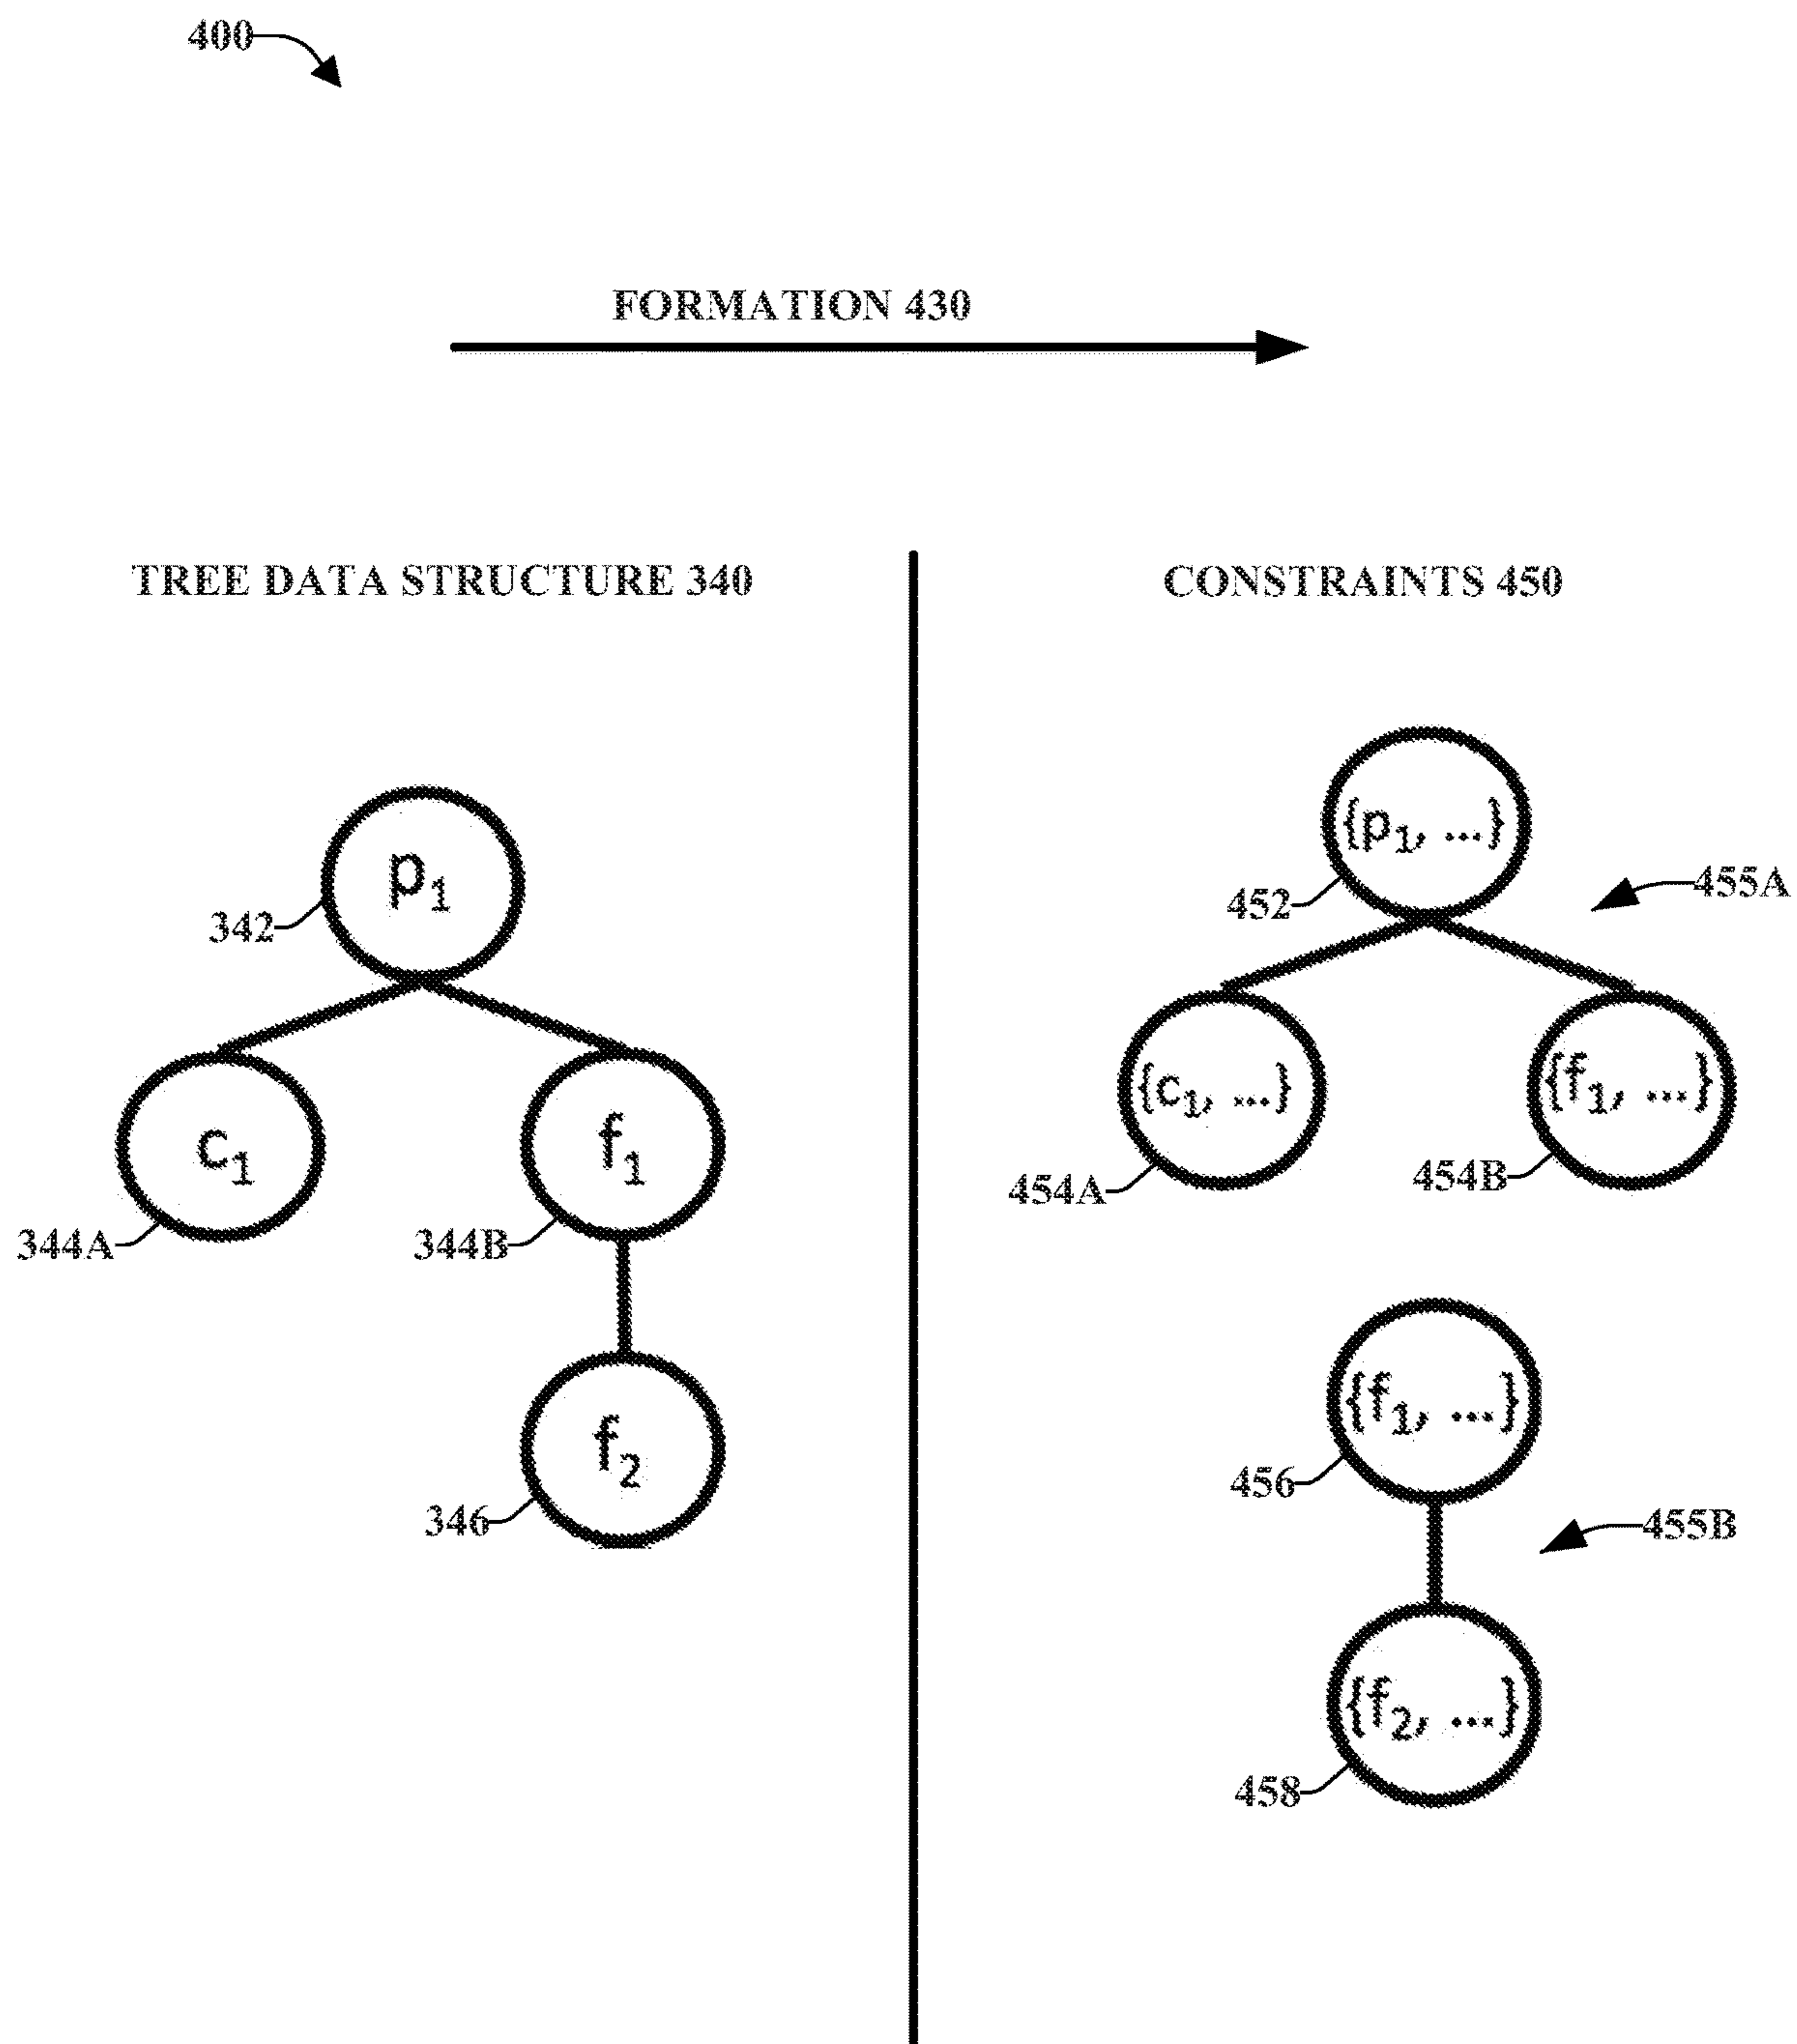 400
FORMATION 430
TREE DATA STRUCTURE 340
p1
342
c1
344A
f1
344B
f2
346
CONSTRAINTS 450
{p1, ...}
452
455A
{c1, ...}
454A
{f1, ...}
454B
{f1, ...}
456
455B
{f2, ...}
458